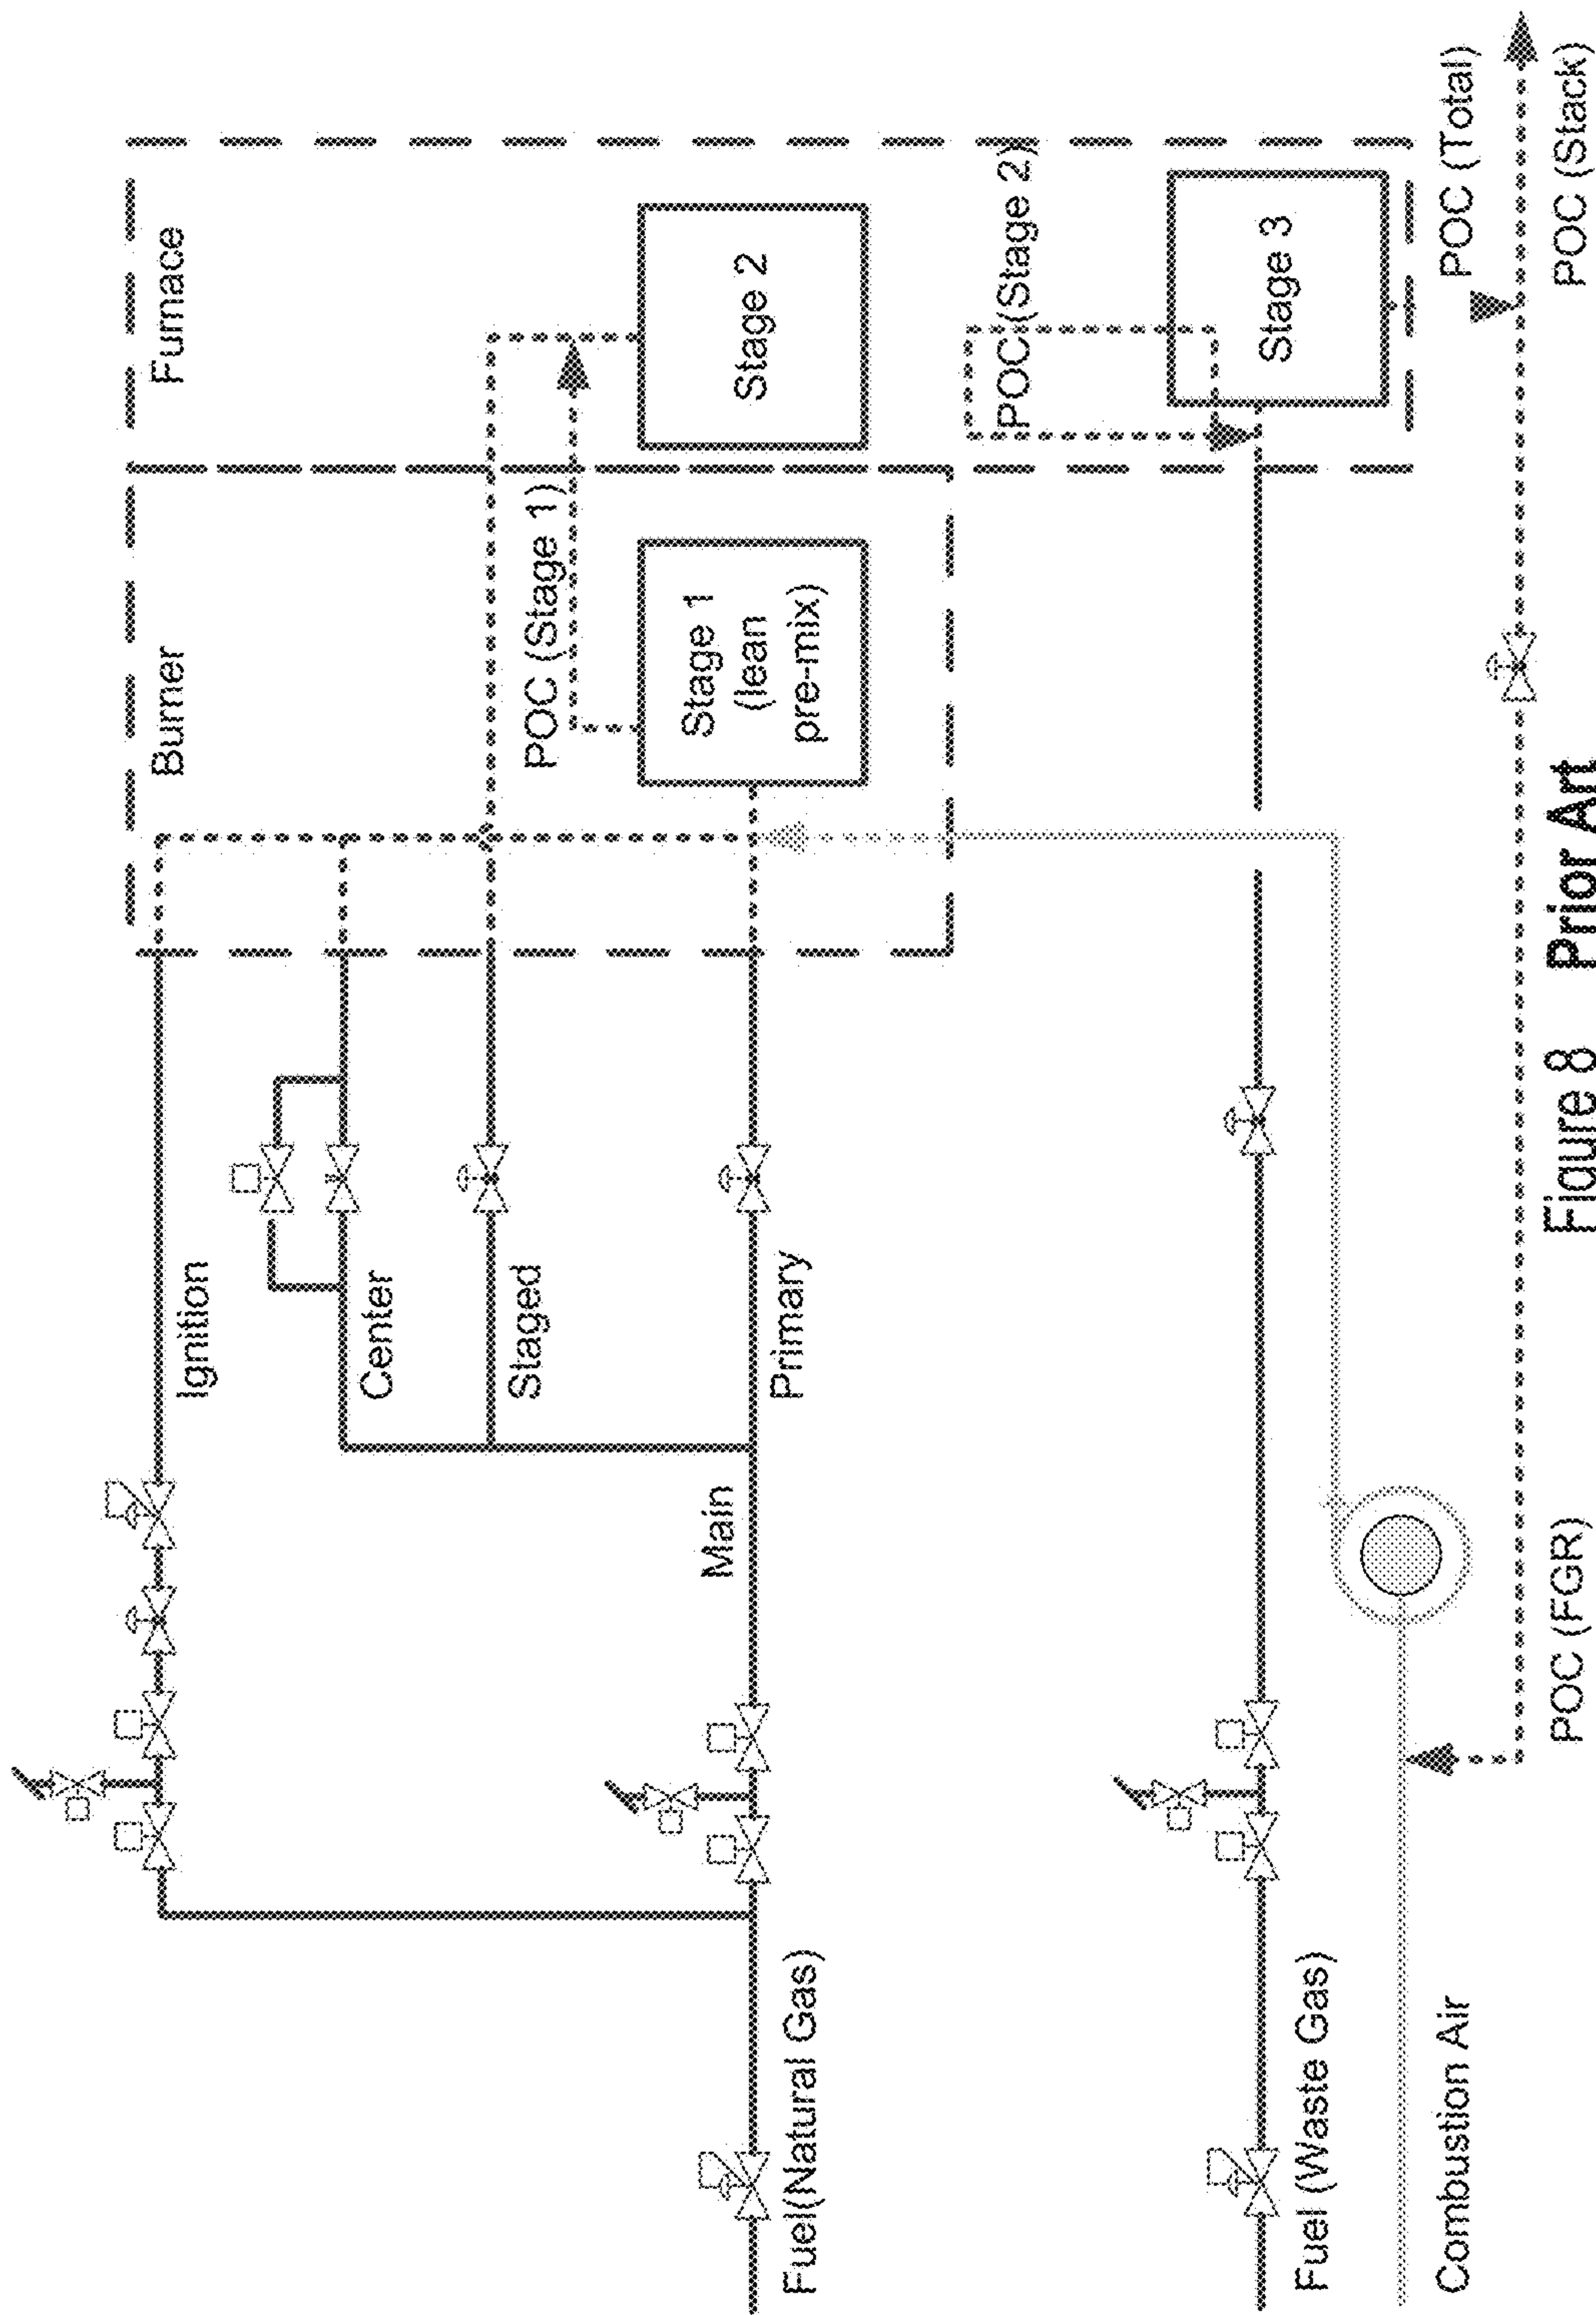 Burner
Furnace
Ignition
Center
Staged
POC (Stage 1)
Main
Primary
Stage 1
(lean
pre-mix)
Stage 2
Fuel(Natural Gas)
POC (Stage 2)
Stage 3
Fuel (Waste Gas)
Combustion Air
POC (Total)
POC (FGR)
POC (Stack)
Figure 8 Prior Art